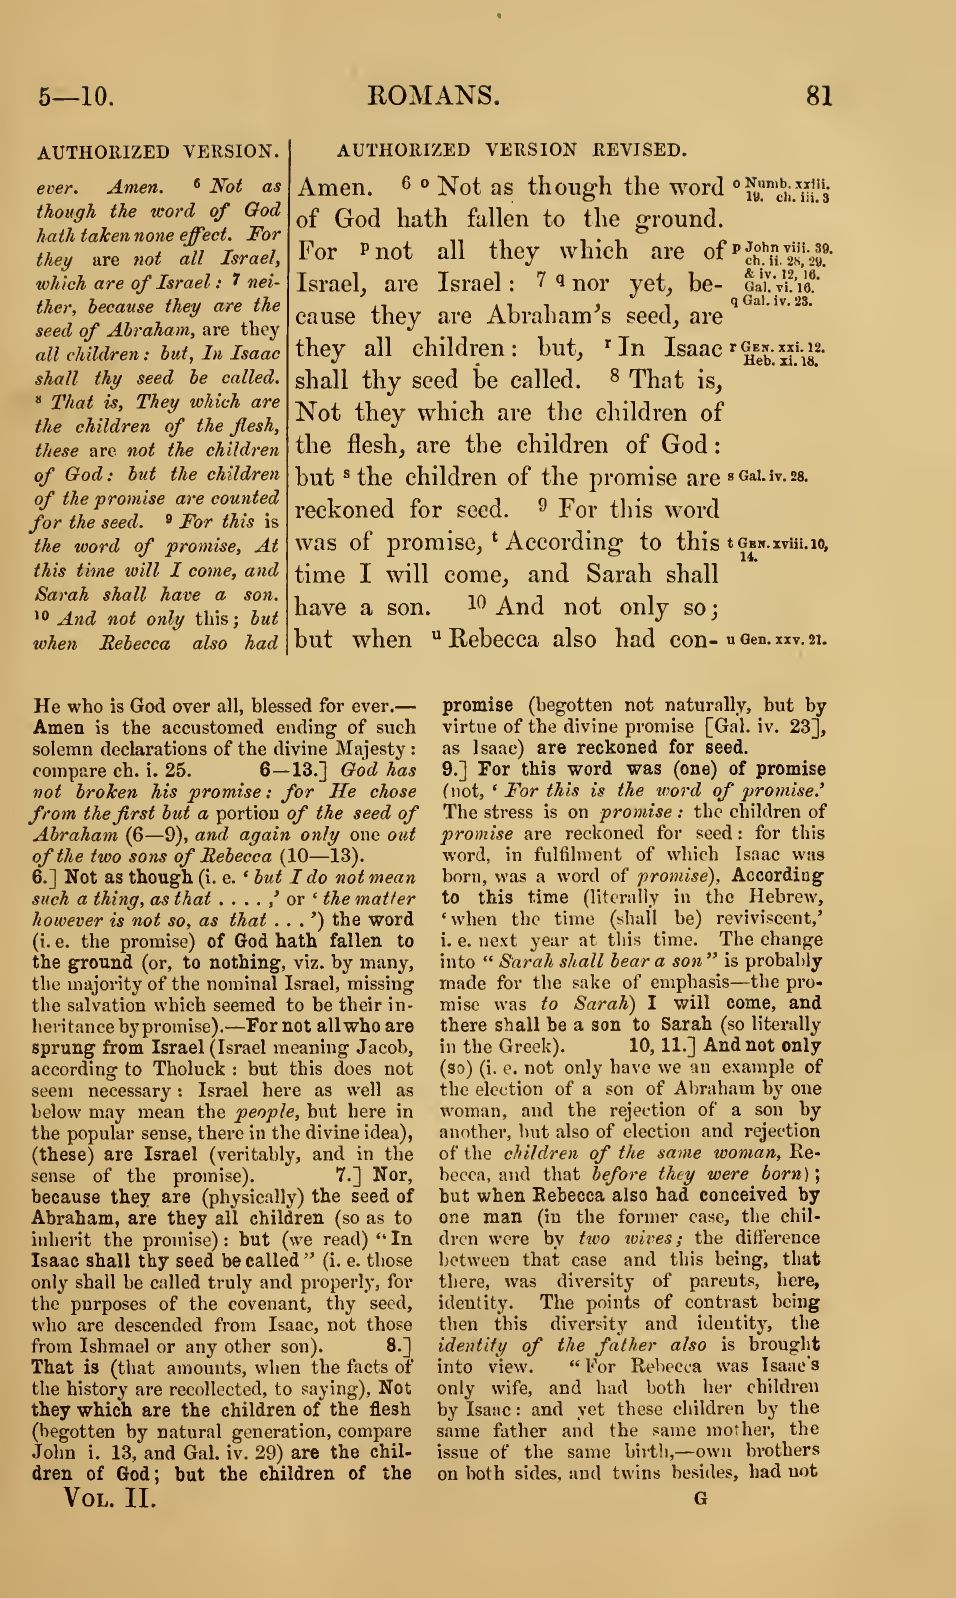 5—10.
ROMANS.
81
AUTHORIZED VERSION.
ever. Amen. 6 Not as
though the word of God
hath taken none effect. For
they are not all Israel,
which are of Israel: 7 nei-
ther, because they are the
seed of Abraham, are they
all children: but, In Isaac
shall thy seed be called.
8 That is, They which are
the children of the flesh,
these are not the children
of God: but the children
of the promise are counted
for the seed. 9 For this is
the word of promise, At
this time will I come, and
Sarah shall have a son.
10 And not only this; but
when Rebecca also had
AUTHORIZED VERSION REVISED.
Amen. 6 o Not as though the word
of God hath fallen to the ground.
For p not all they which are of
Israel, are Israel: 7 q nor yet, be-
cause they are Abraham's seed, are
they all children: but, r In Isaac
shall thy seed be called. 8 That is,
Not they which are the children of
the flesh, are the children of God:
but s the children of the promise are
reckoned for seed. 9 For this word
was of promise, t According to this
time I will come, and Sarah shall
have a son. 10 And not only so;
but when u Rebecca also had con-
o Numb. xxiii.
19. ch. iii. 3
p John viii. 39.
ch. ii. 28, 29.
& iv. 12, 16.
Gal. vi. 16.
q Gal. iv. 23.
r GEN. xxi. 12.
Heb. xi. 18.
s Gal. iv. 28.
t GEN. xviii. 10,
14.
u Gen. xxv. 21.
He who is God over all, blessed for ever.—
Amen is the accustomed ending of such
solemn declarations of the divine Majesty:
compare ch. i. 25. 6—13.] God has
not broken his promise: for He chose
from the first but a portion of the seed of
Abraham (6—9), and again only one out
of the two sons of Rebecca (10—13).
6.] Not as though (i. e. ‘but I do not mean
such a thing, as that . . . . ,’ or ‘the matter
however is not so, as that . . . ’) the word
(i. e. the promise) of God hath fallen to
the ground (or, to nothing, viz. by many,
the majority of the nominal Israel, missing
the salvation which seemed to be their in-
heritance by promise).—For not all who are
sprung from Israel (Israel meaning Jacob,
according to Tholuck: but this does not
seem necessary: Israel here as well as
below may mean the people, but here in
the popular sense, there in the divine idea),
(these) are Israel (veritably, and in the
sense of the promise). 7.] Nor,
because they are (physically) the seed of
Abraham, are they all children (so as to
inherit the promise): but (we read) “In
Isaac shall thy seed be called” (i. e. those
only shall be called truly and properly, for
the purposes of the covenant, thy seed,
who are descended from Isaac, not those
from Ishmael or any other son). 8.]
That is (that amounts, when the facts of
the history are recollected, to saying), Not
they which are the children of the flesh
(begotten by natural generation, compare
John i. 13, and Gal. iv. 29) are the chil-
dren of God; but the children of the
promise (begotten not naturally, but by
virtue of the divine promise [Gal. iv. 23],
as Isaac) are reckoned for seed.
9.] For this word was (one) of promise
(not, ‘For this is the word of promise.’
The stress is on promise: the children of
promise are reckoned for seed: for this
word, in fulfilment of which Isaac was
born, was a word of promise), According
to this time (literally in the Hebrew,
‘when the time (shall be) reviviscent,’
i. e. next year at this time. The change
into “Sarah shall bear a son” is probably
made for the sake of emphasis—the pro-
mise was to Sarah) I will come, and
there shall be a son to Sarah (so literally
in the Greek). 10, 11.] And not only
(so) (i. e. not only have we an example of
the election of a son of Abraham by one
woman, and the rejection of a son by
another, but also of election and rejection
of the children of the same woman, Re-
becca, and that before they were born);
but when Rebecca also had conceived by
one man (in the former case, the chil-
dren were by two wives; the difference
between that case and this being, that
there, was diversity of parents, here,
identity. The points of contrast being
then this diversity and identity, the
identity of the father also is brought
into view. “For Rebecca was Isaac's
only wife, and had both her children
by Isaac: and yet these children by the
same father and the same mother, the
issue of the same birth,—own brothers
on both sides, and twins besides, had not
VOL. II.
G